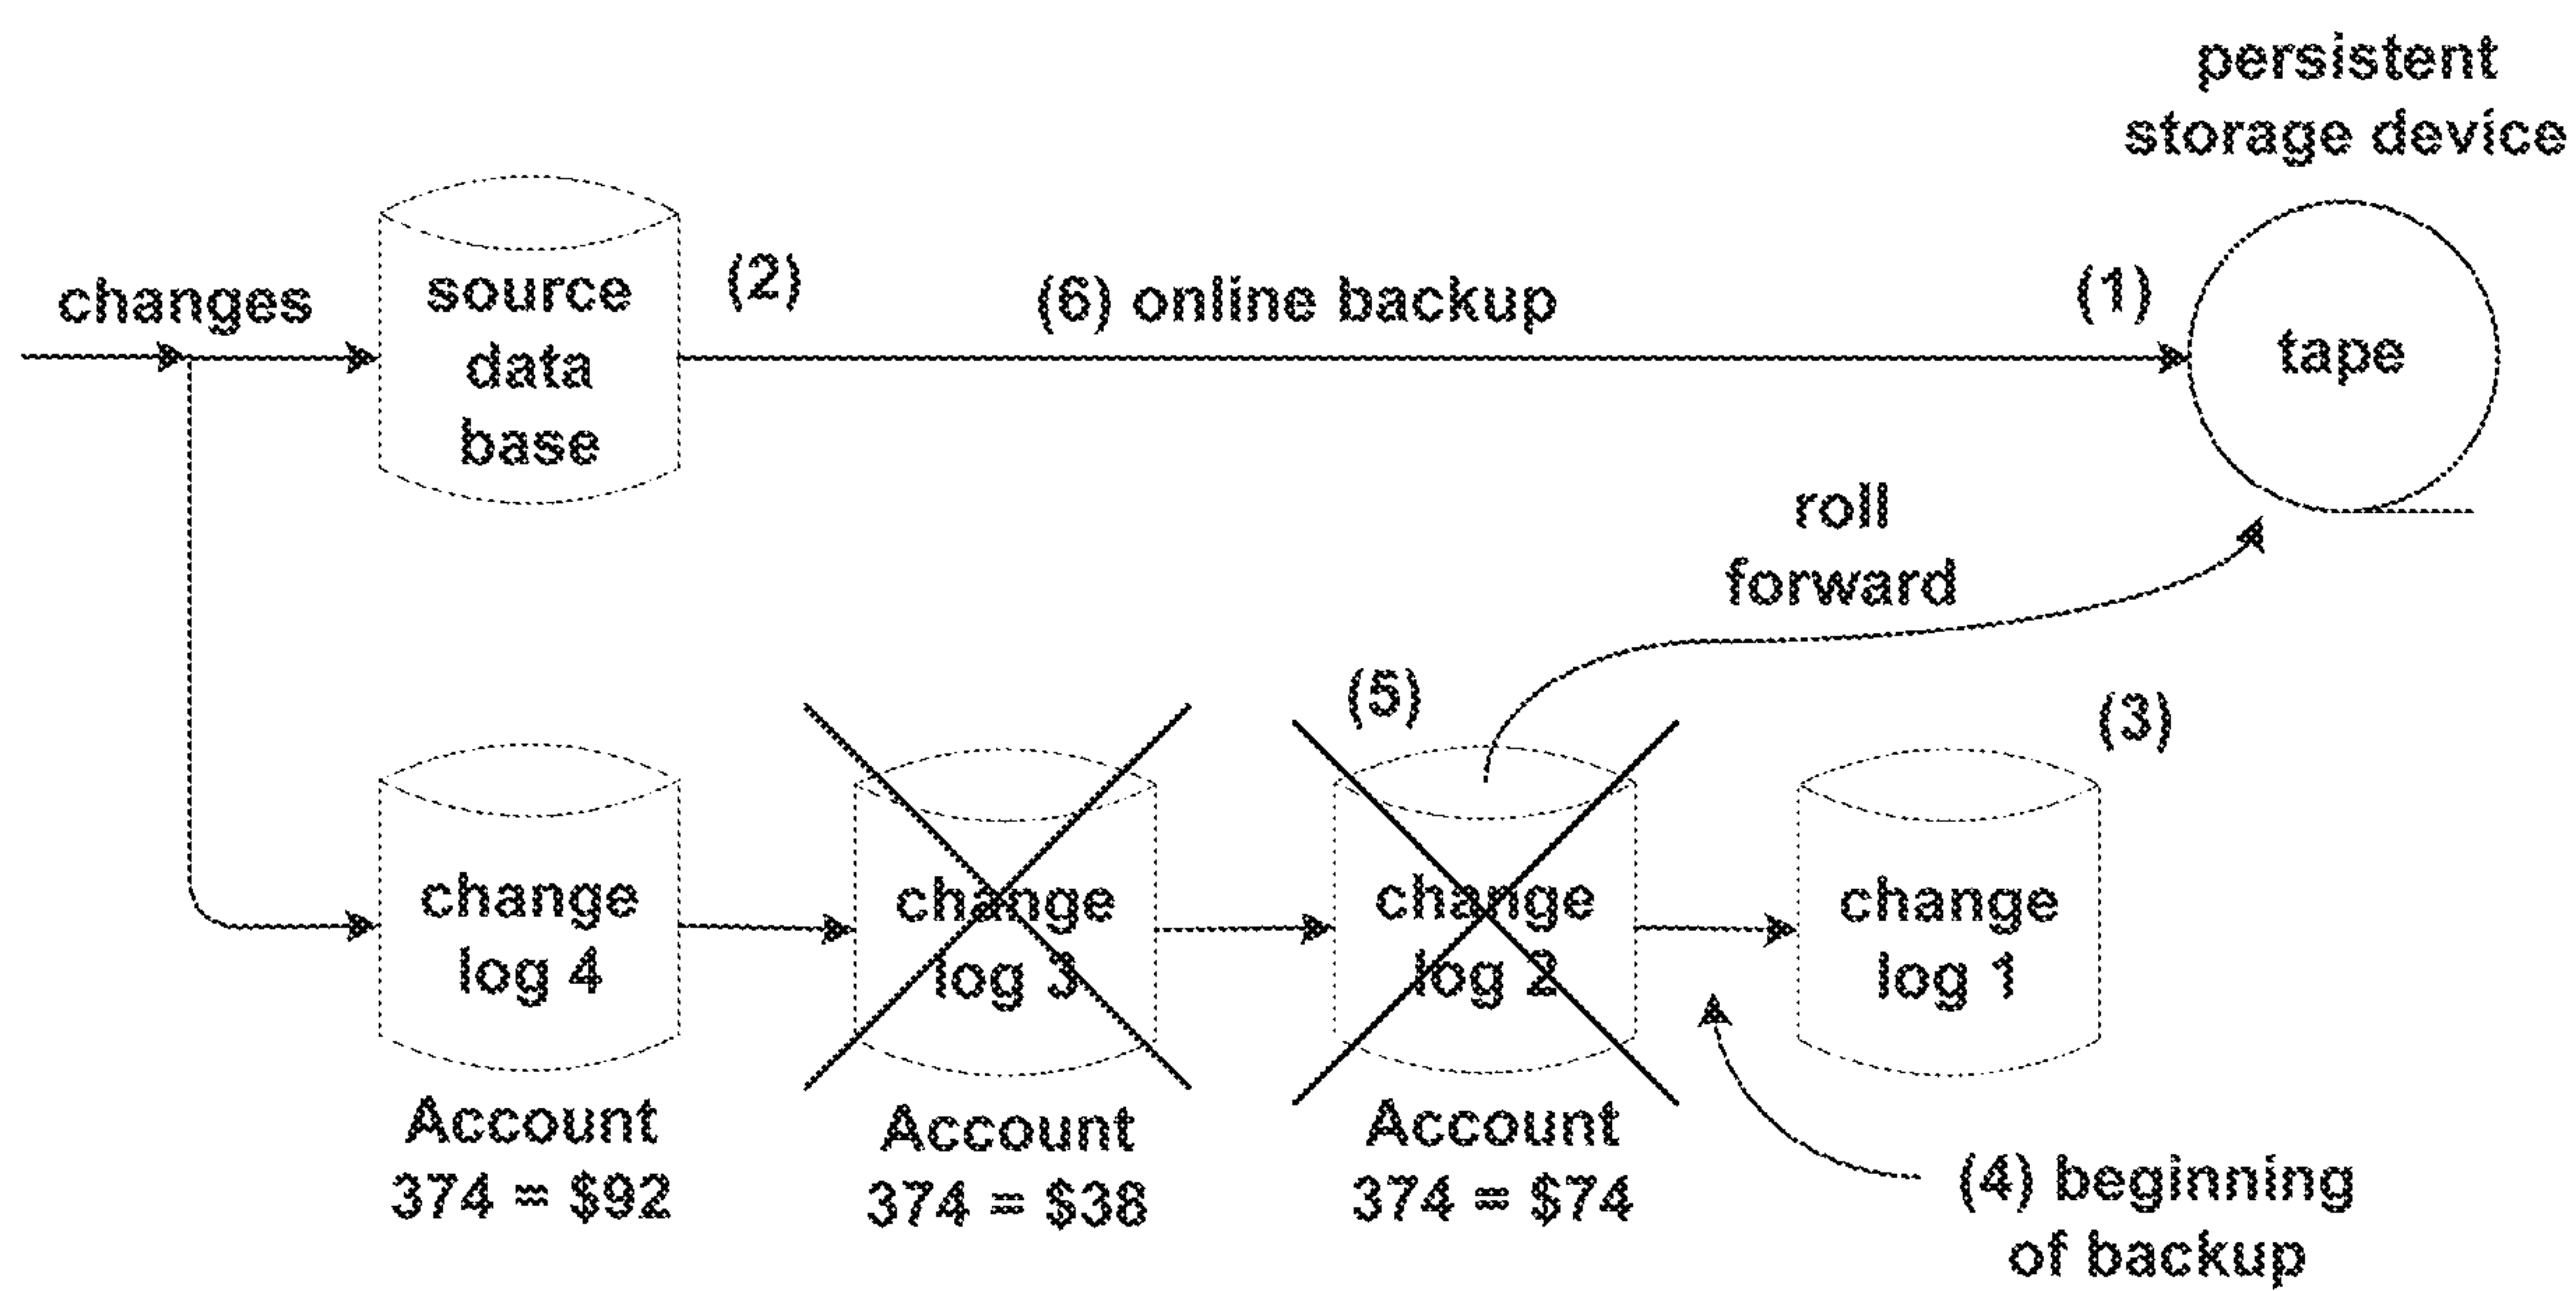 persistent
storage device
changes
source
data
base
(2)
(6) online backup
(1)
tape
roll
forward
(5)
(3)
change
log 4
change
log 3
change
log 2
change
log 1
Account
374 = $92
Account
374 = $38
Account
374 = $74
(4) beginning
of backup